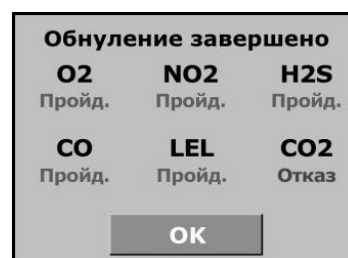 Обнуление завершено
O2 NO2 H2S
Пройд. Пройд. Пройд.
CO LEL CO2
Пройд. Пройд. Отказ
OK